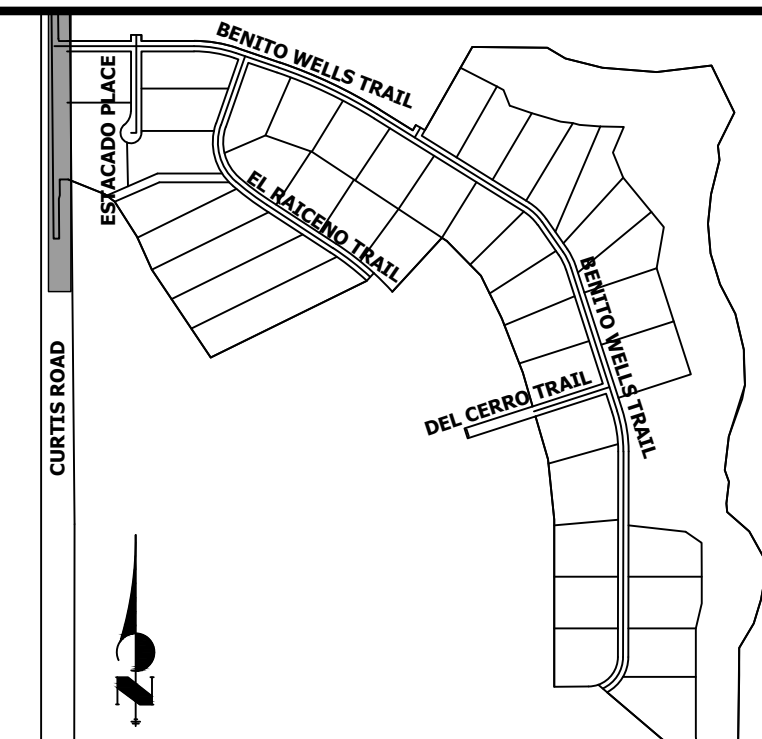 BENITO WELLS TRAIL
ESTACADO PLACE
EL RAICENO TRAIL
BENITO WELLS TRAIL
CURTIS ROAD
DEL CERRO TRAIL
N